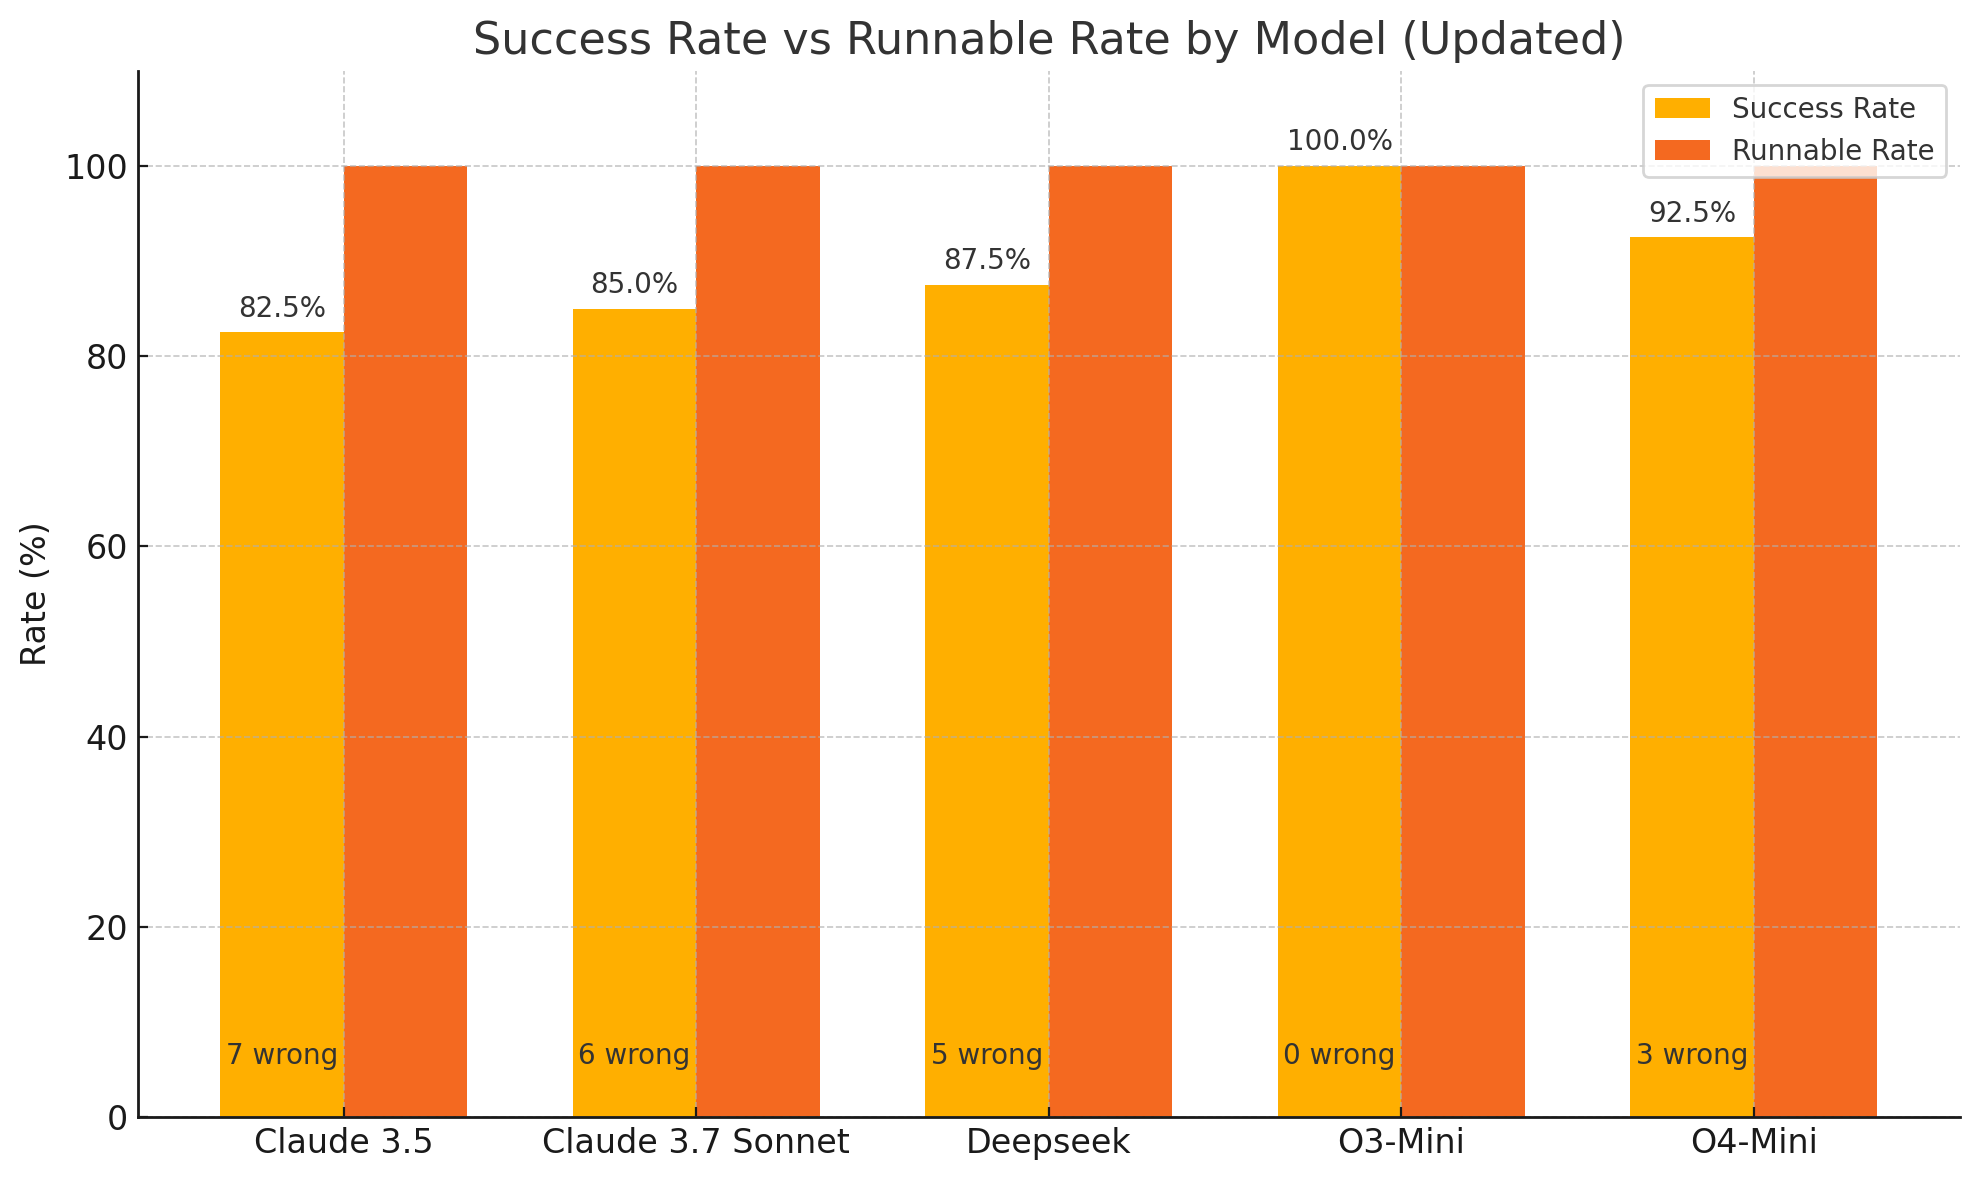 Success Rate vs Runnable Rate by Model (Updated)
Success Rate
Runnable Rate
Rate (%)
100
80
60
40
20
0
82.5%
85.0%
87.5%
100.0%
92.5%
7 wrong
6 wrong
5 wrong
0 wrong
3 wrong
Claude 3.5
Claude 3.7 Sonnet
Deepseek
O3-Mini
O4-Mini